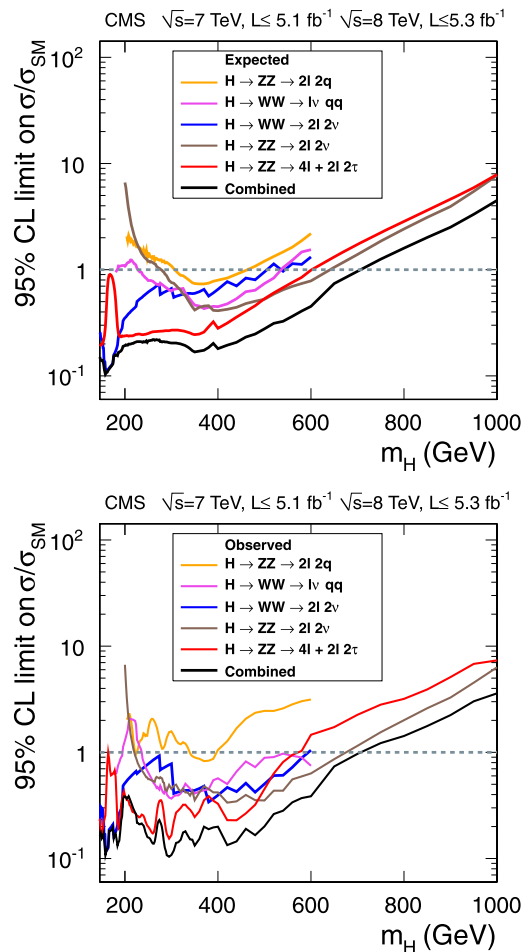 CMS √s=7 TeV, L≤ 5.1 fb⁻¹ √s=8 TeV, L≤5.3 fb⁻¹
95% CL limit on σ/σSM
10²
10
1
10⁻¹
Expected
H → ZZ → 2l 2q
H → WW → lν qq
H → WW → 2l 2ν
H → ZZ → 2l 2ν
H → ZZ → 4l + 2l 2τ
Combined
200 400 600 800 1000
mH (GeV)
CMS √s=7 TeV, L≤ 5.1 fb⁻¹ √s=8 TeV, L≤ 5.3 fb⁻¹
95% CL limit on σ/σSM
10²
10
1
10⁻¹
Observed
H → ZZ → 2l 2q
H → WW → lν qq
H → WW → 2l 2ν
H → ZZ → 2l 2ν
H → ZZ → 4l + 2l 2τ
Combined
200 400 600 800 1000
mH (GeV)